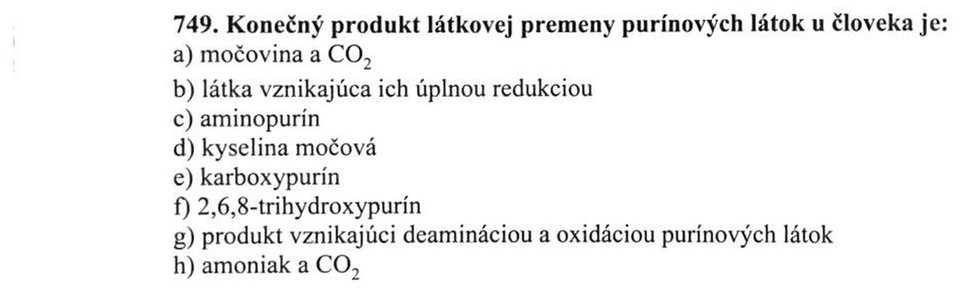 749. Konečný produkt látkovej premeny purínových látok u človeka je:
a) močovina a CO₂
b) látka vznikajúca ich úplnou redukciou
c) aminopurín
d) kyselina močová
e) karboxypurín
f) 2,6,8-trihydroxypurín
g) produkt vznikajúci deamináciou a oxidáciou purínových látok
h) amoniak a CO₂